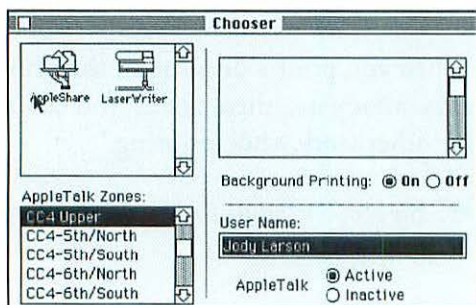 Chooser
AppleShare LaserWriter
Background Printing: On Off
AppleTalk Zones:
CC4 Upper
CC4-5th/North
CC4-5th/South
CC4-6th/North
CC4-6th/South
User Name:
Jody Larson
AppleTalk
Active
Inactive